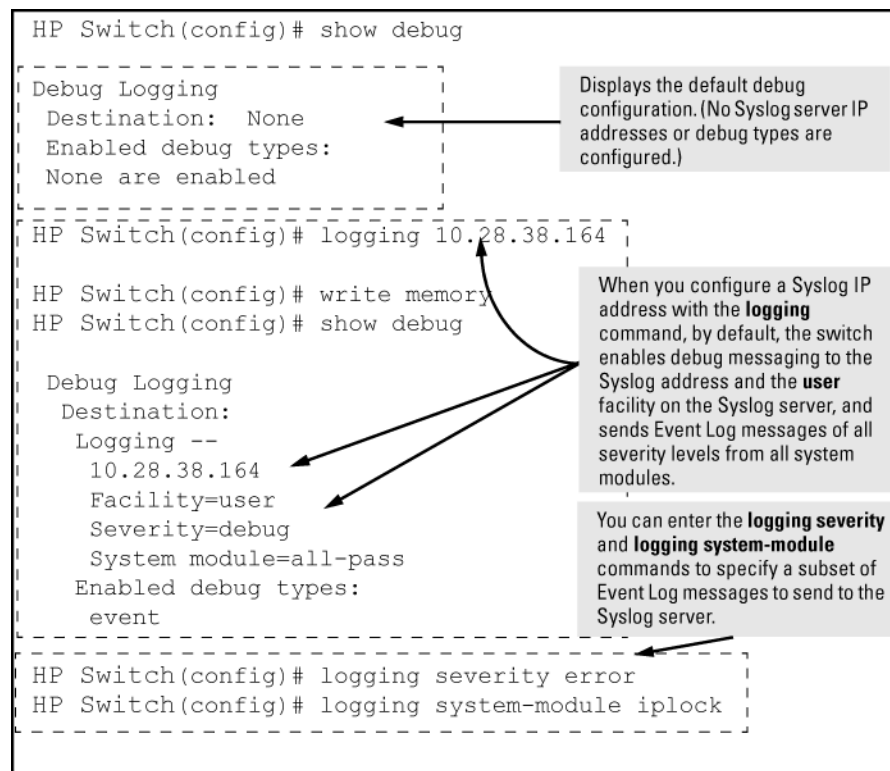 HP Switch(config)# show debug
Debug Logging
Destination: None
Enabled debug types:
None are enabled
Displays the default debug
configuration. (No Syslog server IP
addresses or debug types are
configured.)
HP Switch(config)# logging 10.28.38.164
HP Switch(config)# write memory
HP Switch(config)# show debug
Debug Logging
Destination:
Logging --
10.28.38.164
Facility=user
Severity=debug
System module=all-pass
Enabled debug types:
event
When you configure a Syslog IP
address with the logging
command, by default, the switch
enables debug messaging to the
Syslog address and the user
facility on the Syslog server, and
sends Event Log messages of all
severity levels from all system
modules.
You can enter the logging severity
and logging system-module
commands to specify a subset of
Event Log messages to send to the
Syslog server.
HP Switch(config)# logging severity error
HP Switch(config)# logging system-module iplock